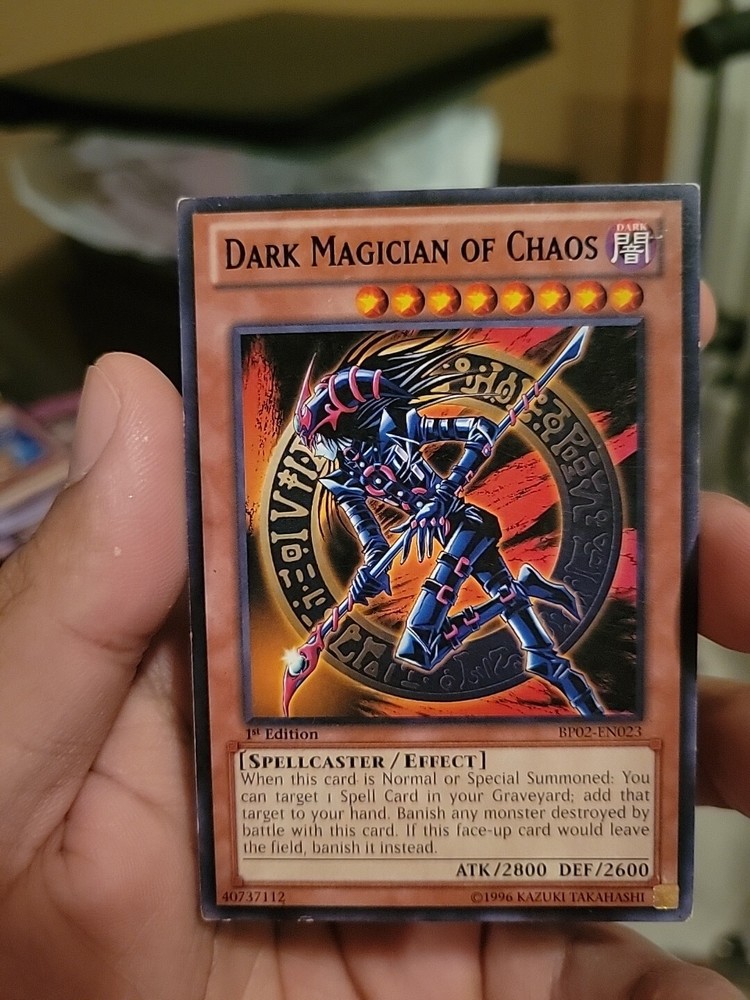 DARK MAGICIAN OF CHAOS
DARK
闇
1st Edition
BP02-EN023
[SPELLCASTER / EFFECT]
When this card is Normal or Special Summoned: You
can target 1 Spell Card in your Graveyard; add that
target to your hand. Banish any monster destroyed by
battle with this card. If this face-up card would leave
the field, banish it instead.
ATK/2800 DEF/2600
40737112
©1996 KAZUKI TAKAHASHI